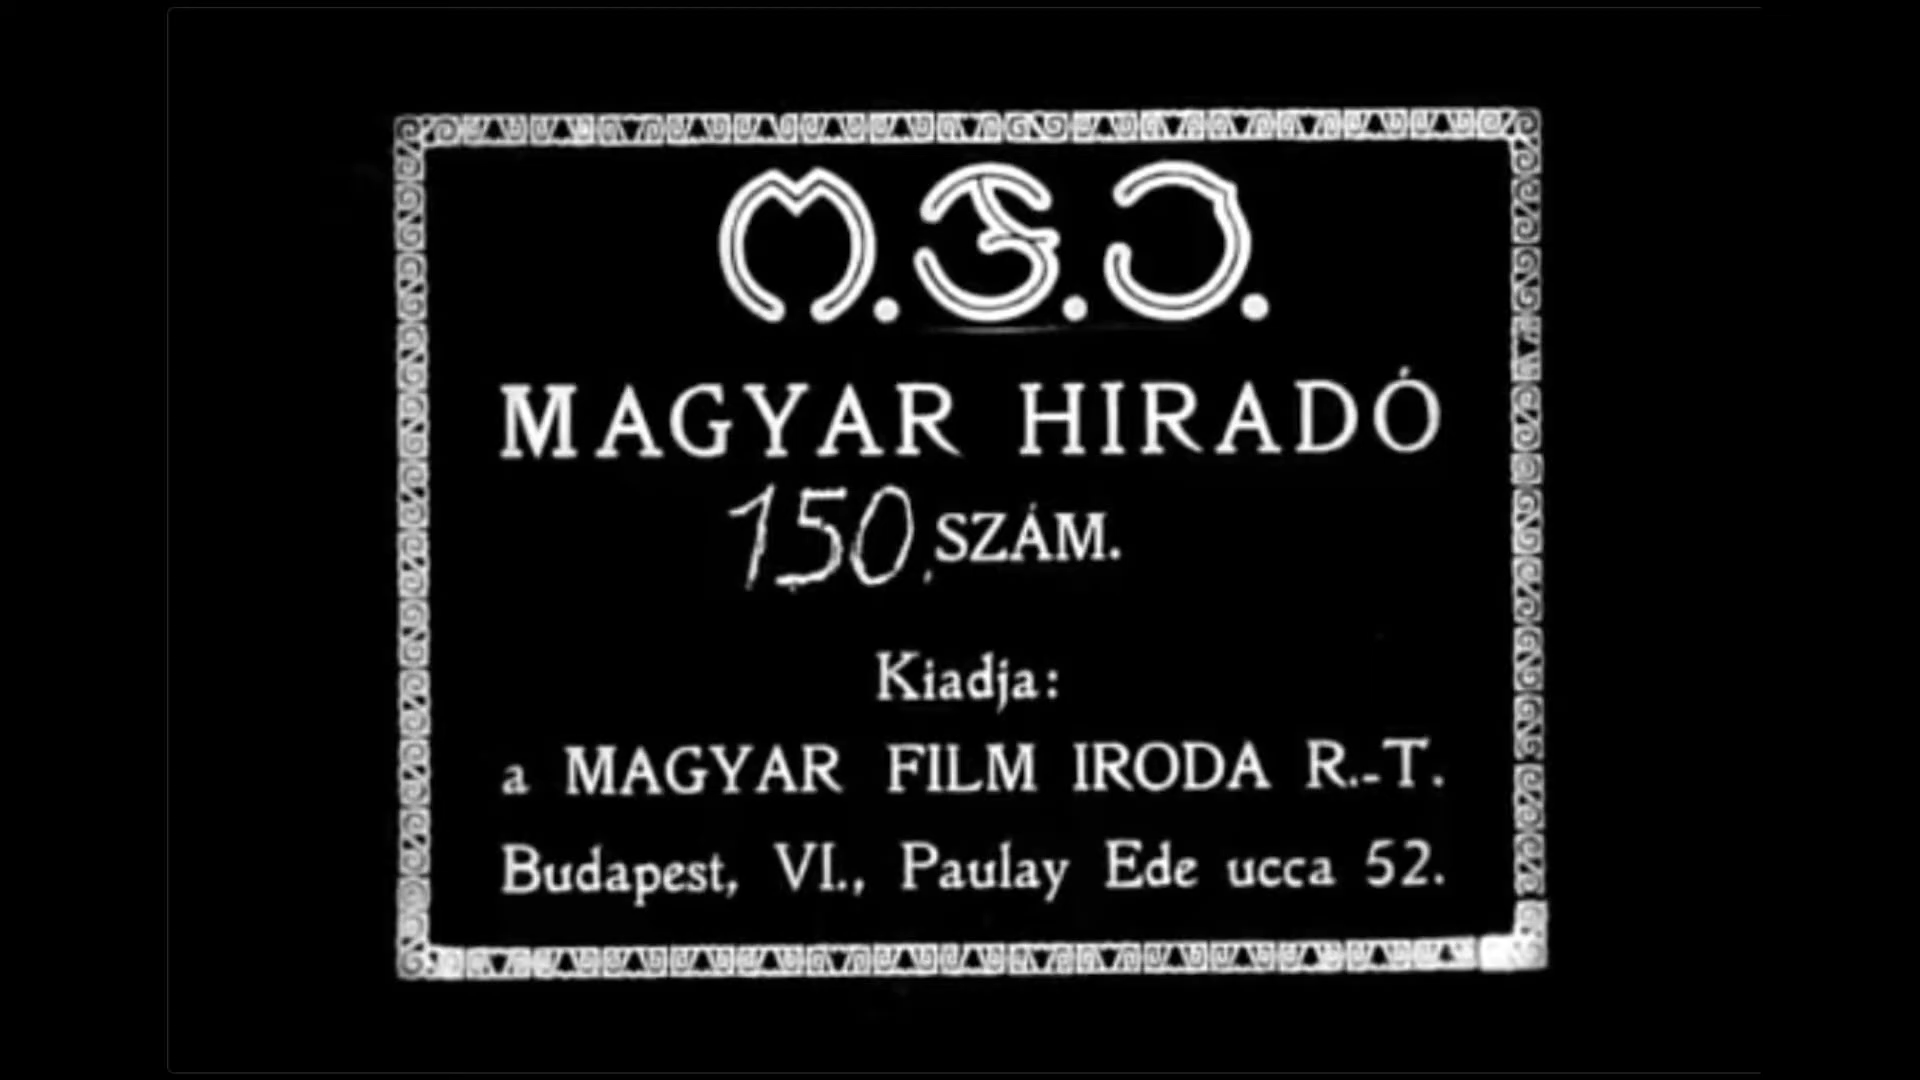 M.F.I.
MAGYAR HIRADÓ
150. SZÁM.
Kiadja:
a MAGYAR FILM IRODA R.-T.
Budapest, VI., Paulay Ede ucca 52.